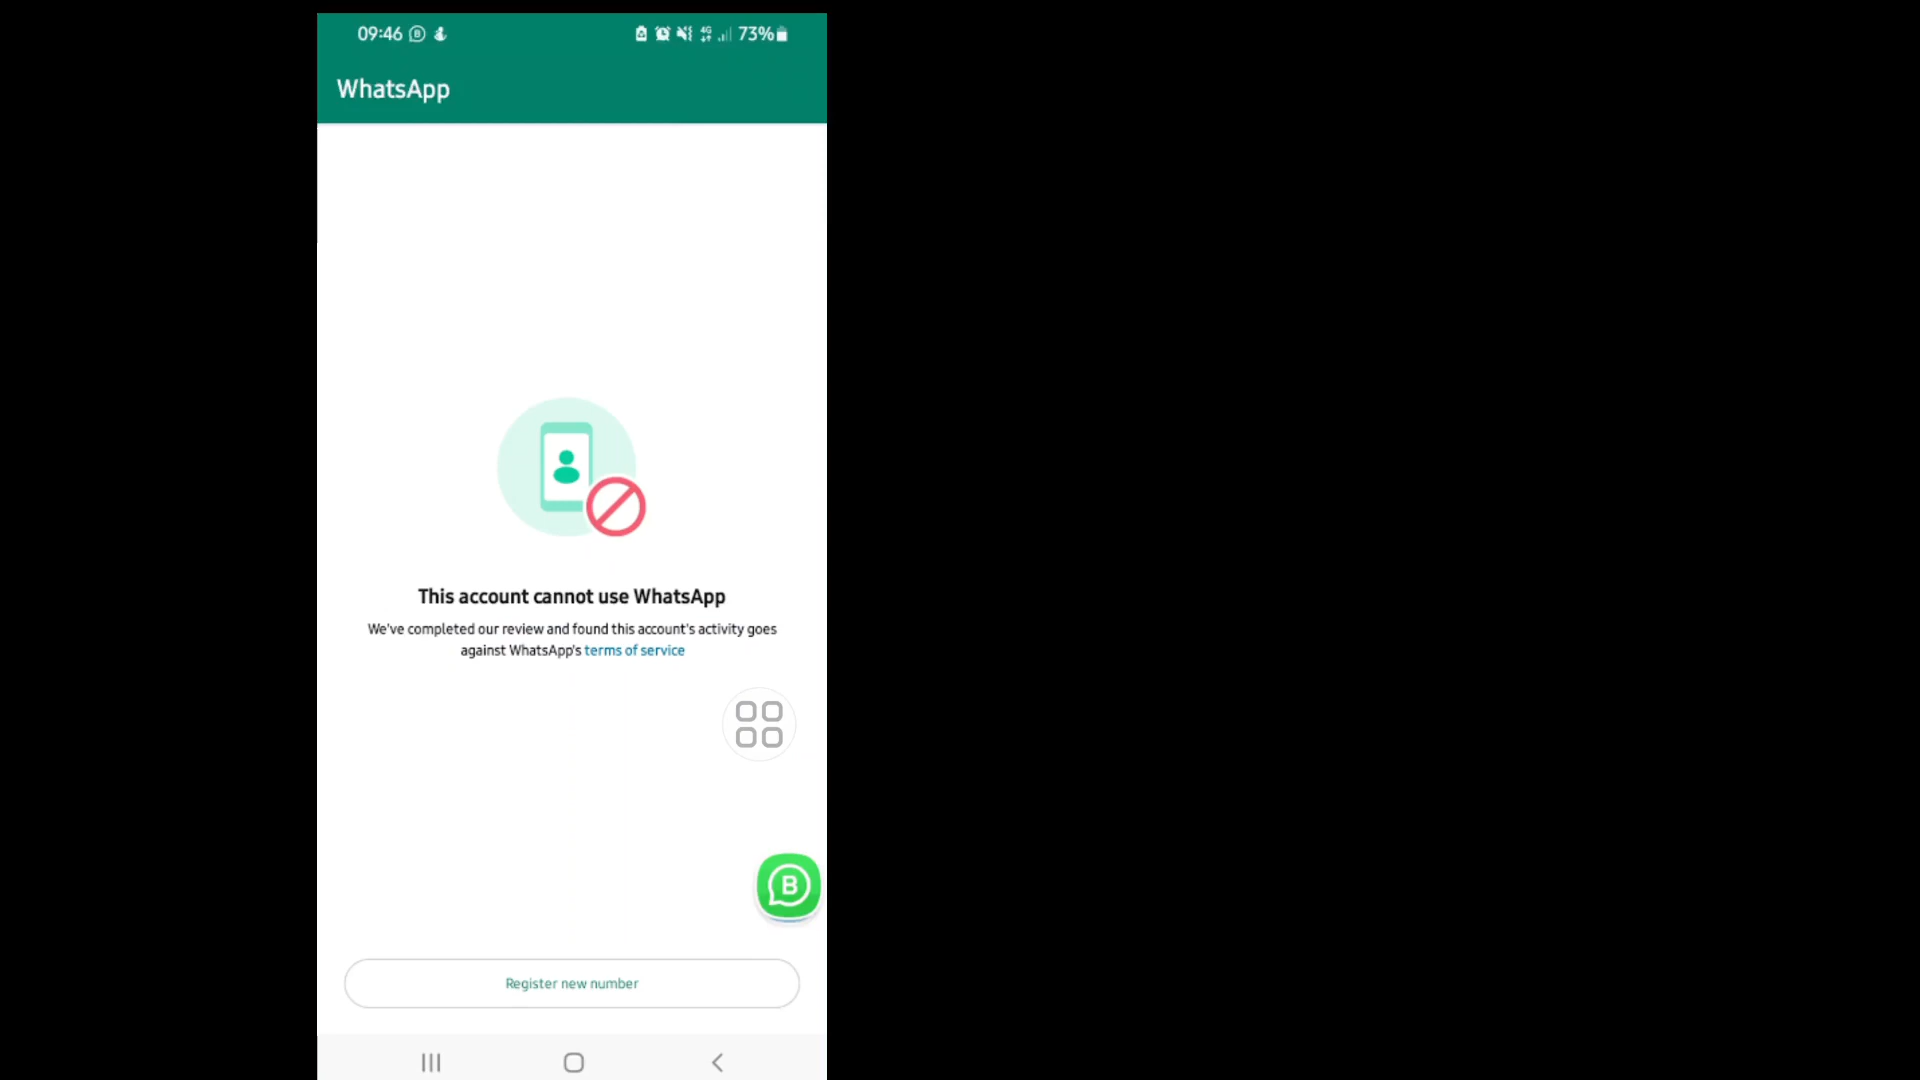 09:46
4G
73%
WhatsApp
This account cannot use WhatsApp
We've completed our review and found this account's activity goes
against WhatsApp's terms of service
B
Register new number